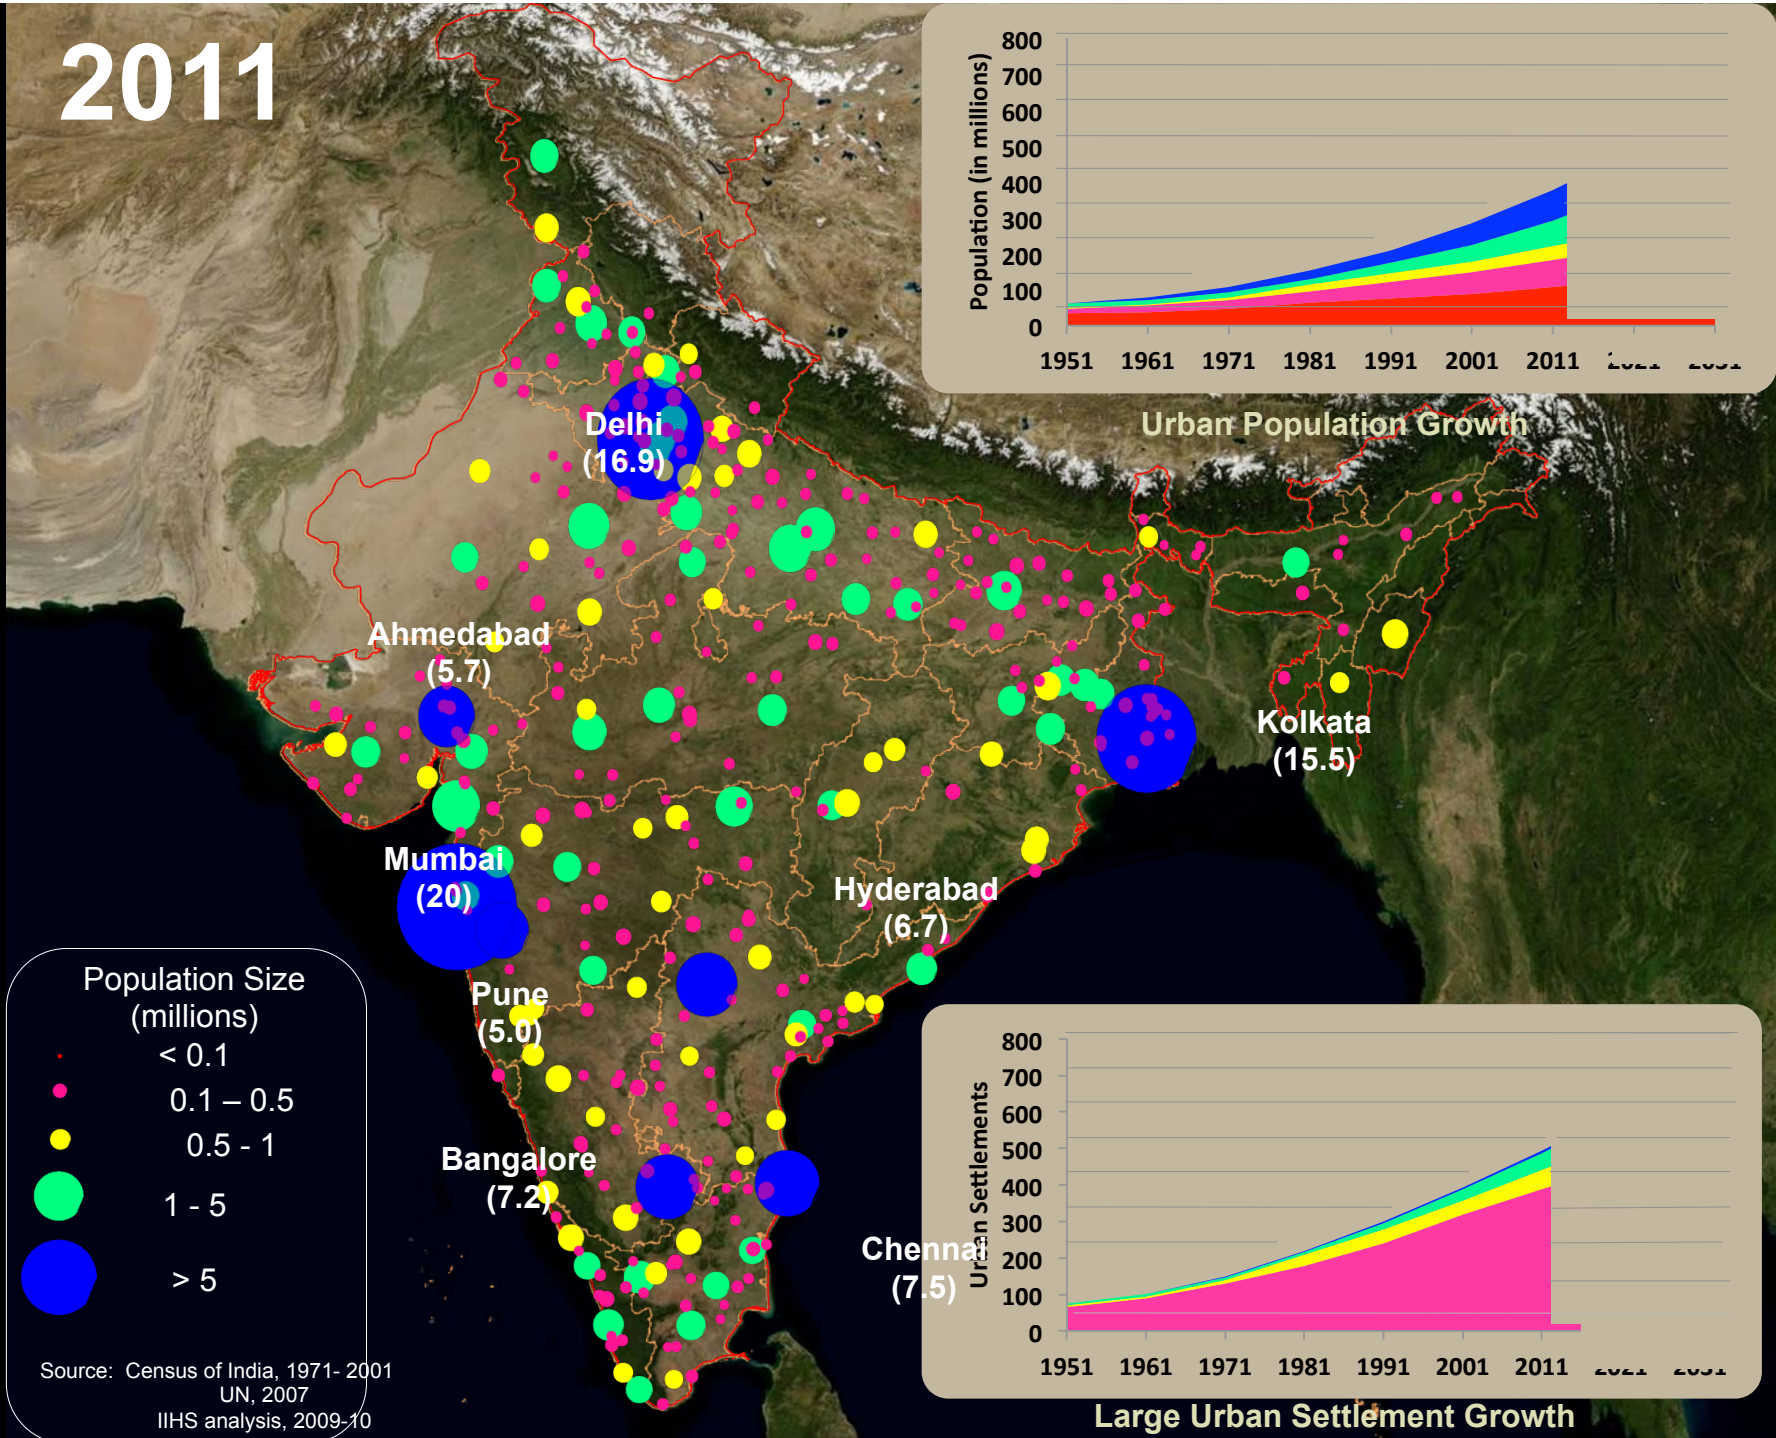 2011
800
700
600
500
400
300
200
100
0
Population (in millions)
1951 1961 1971 1981 1991 2001 2011
Urban Population Growth
Delhi
(16.9)
Ahmedabad
(5.7)
Kolkata
(15.5)
Mumbai
(20)
Hyderabad
(6.7)
Pune
(5.0)
Bangalore
(7.2)
Chennai
(7.5)
Population Size
(millions)
< 0.1
0.1 – 0.5
0.5 - 1
1 - 5
> 5
Source: Census of India, 1971- 2001
UN, 2007
IIHS analysis, 2009-10
800
700
600
500
400
300
200
100
0
Urban Settlements
1951 1961 1971 1981 1991 2001 2011
Large Urban Settlement Growth